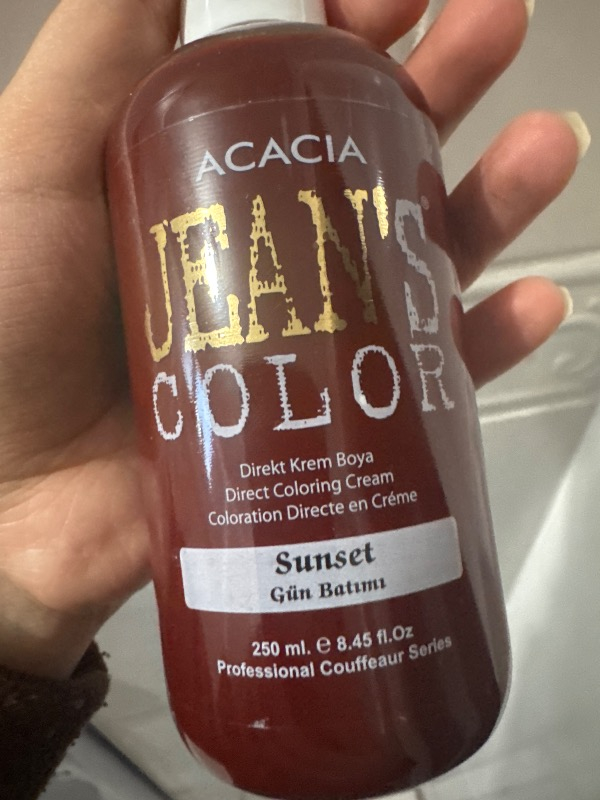 ACACIA
JEAN'S
COLOR
Direkt Krem Boya
Direct Coloring Cream
Coloration Directe en Créme
Sunset
Gün Batımı
250 ml. ℮ 8.45 fl.Oz
Professional Couffeaur Series